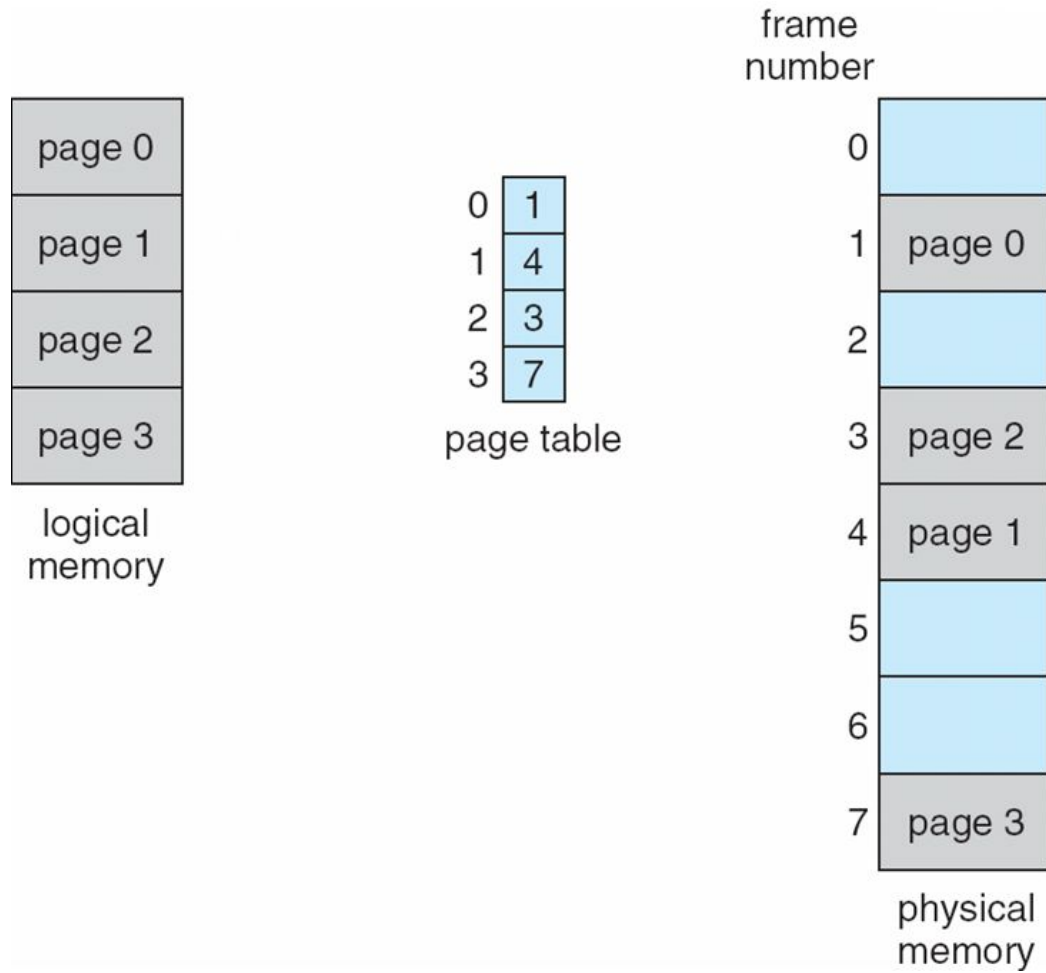 page 0
page 1
page 2
page 3
logical
memory
0 1
1 4
2 3
3 7
page table
frame
number
0
1 page 0
2
3 page 2
4 page 1
5
6
7 page 3
physical
memory